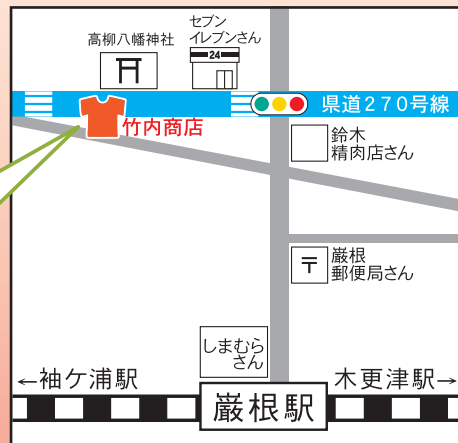 セブン
イレブンさん
高柳八幡神社
24
県道270号線
竹内商店
鈴木
精肉店さん
〒
巌根
郵便局さん
しまむら
さん
←袖ケ浦駅
木更津駅→
巌根駅